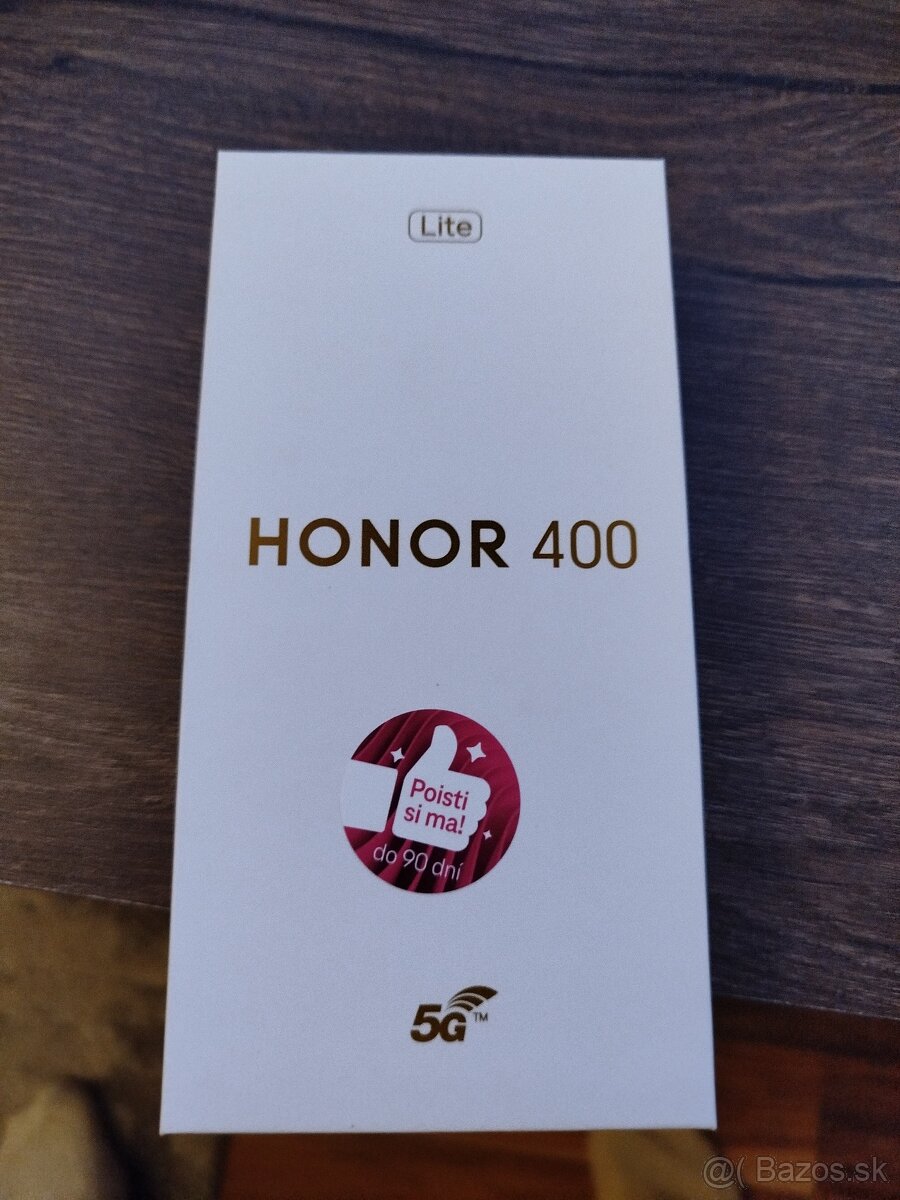 Lite
HONOR 400
Poisti
si ma!
do 90 dní
5G™
@( Bazos.sk